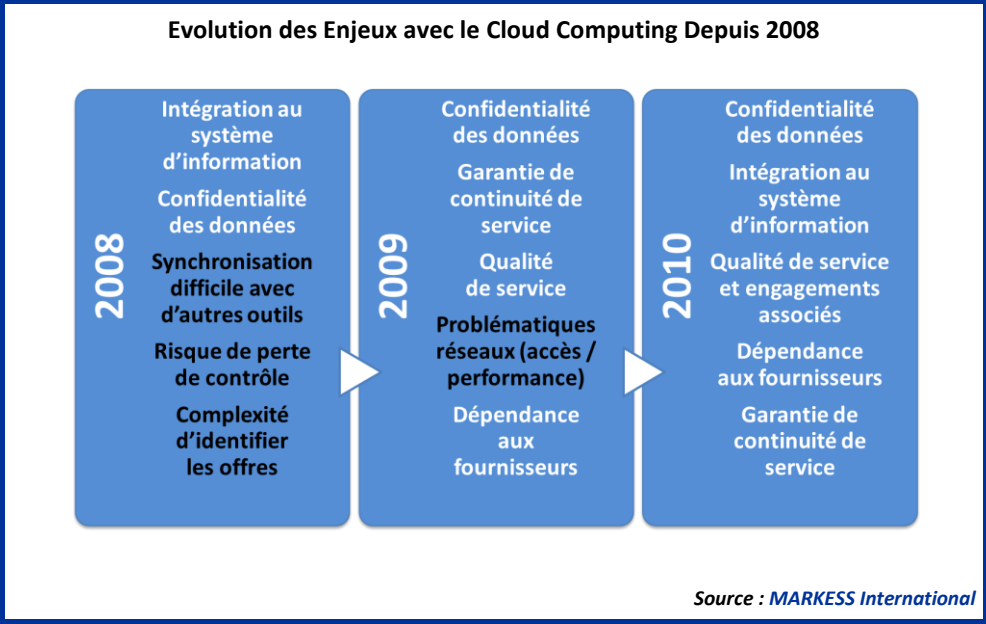 Evolution des Enjeux avec le Cloud Computing Depuis 2008
2008
Intégration au
système
d’information
Confidentialité
des données
Synchronisation
difficile avec
d’autres outils
Risque de perte
de contrôle
Complexité
d’identifier
les offres
2009
Confidentialité
des données
Garantie de
continuité de
service
Qualité
de service
Problématiques
réseaux (accès /
performance)
Dépendance
aux
fournisseurs
2010
Confidentialité
des données
Intégration au
système
d’information
Qualité de service
et engagements
associés
Dépendance
aux fournisseurs
Garantie de
continuité de
service
Source : MARKESS International